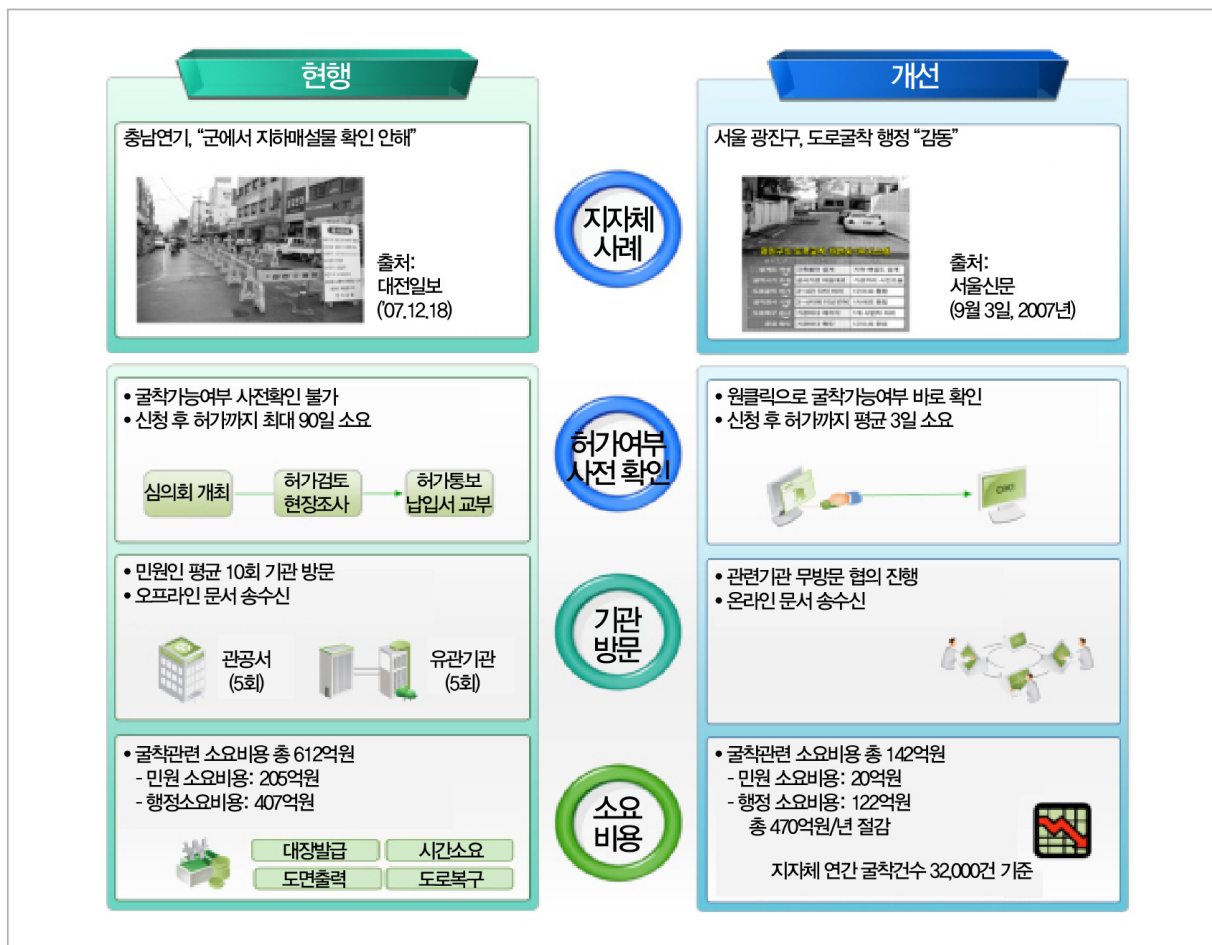 현행
개선
충남연기, “군에서 지하매설물 확인 안해”
출처:
대전일보
('07.12.18)
지자체
사례
서울 광진구, 도로굴착 행정 “감동”
출처:
서울신문
(9월 3일, 2007년)
• 굴착가능여부 사전확인 불가
• 신청 후 허가까지 최대 90일 소요
심의회 개최
허가검토
현장조사
허가통보
납입서 교부
허가여부
사전 확인
• 원클릭으로 굴착가능여부 바로 확인
• 신청 후 허가까지 평균 3일 소요
• 민원인 평균 10회 기관 방문
• 오프라인 문서 송수신
관공서
(5회)
유관기관
(5회)
기관
방문
• 관련기관 무방문 협의 진행
• 온라인 문서 송수신
• 굴착관련 소요비용 총 612억원
- 민원 소요비용: 205억원
- 행정소요비용: 407억원
대장발급
시간소요
도면출력
도로복구
소요
비용
• 굴착관련 소요비용 총 142억원
- 민원 소요비용: 20억원
- 행정 소요비용: 122억원
총 470억원/년 절감
지자체 연간 굴착건수 32,000건 기준